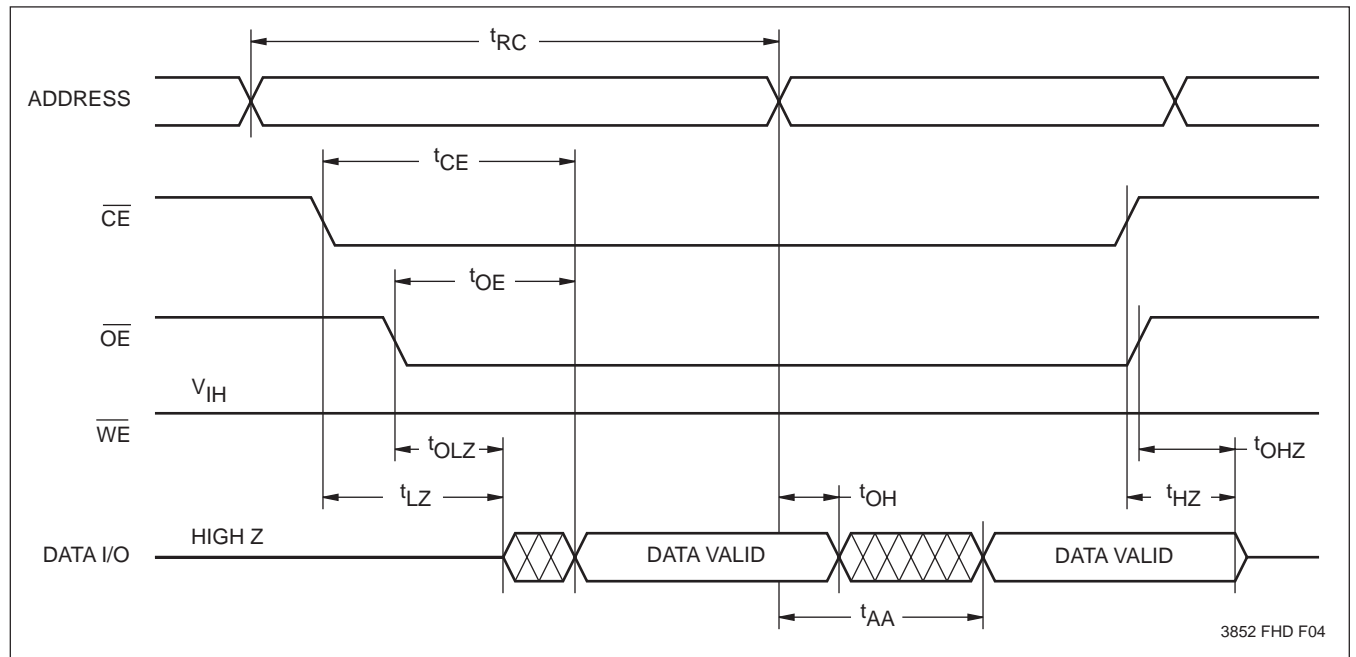 tRC
ADDRESS
tCE
CE
tOE
OE
VIH
WE
tOLZ
tOHZ
tLZ
tOH
tHZ
HIGH Z
DATA I/O
DATA VALID
DATA VALID
tAA
3852 FHD F04